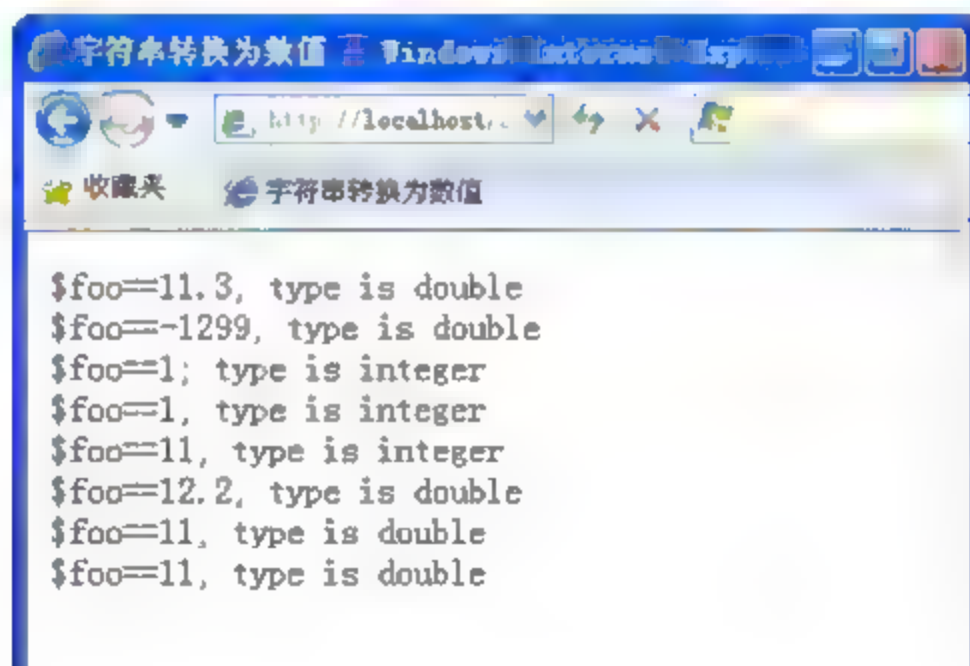 字符串转换为数值
http://localhost/
收藏夹 字符串转换为数值
$foo==11.3, type is double
$foo==-1299, type is double
$foo==1; type is integer
$foo==1, type is integer
$foo==11, type is integer
$foo==12.2, type is double
$foo==11, type is double
$foo==11, type is double